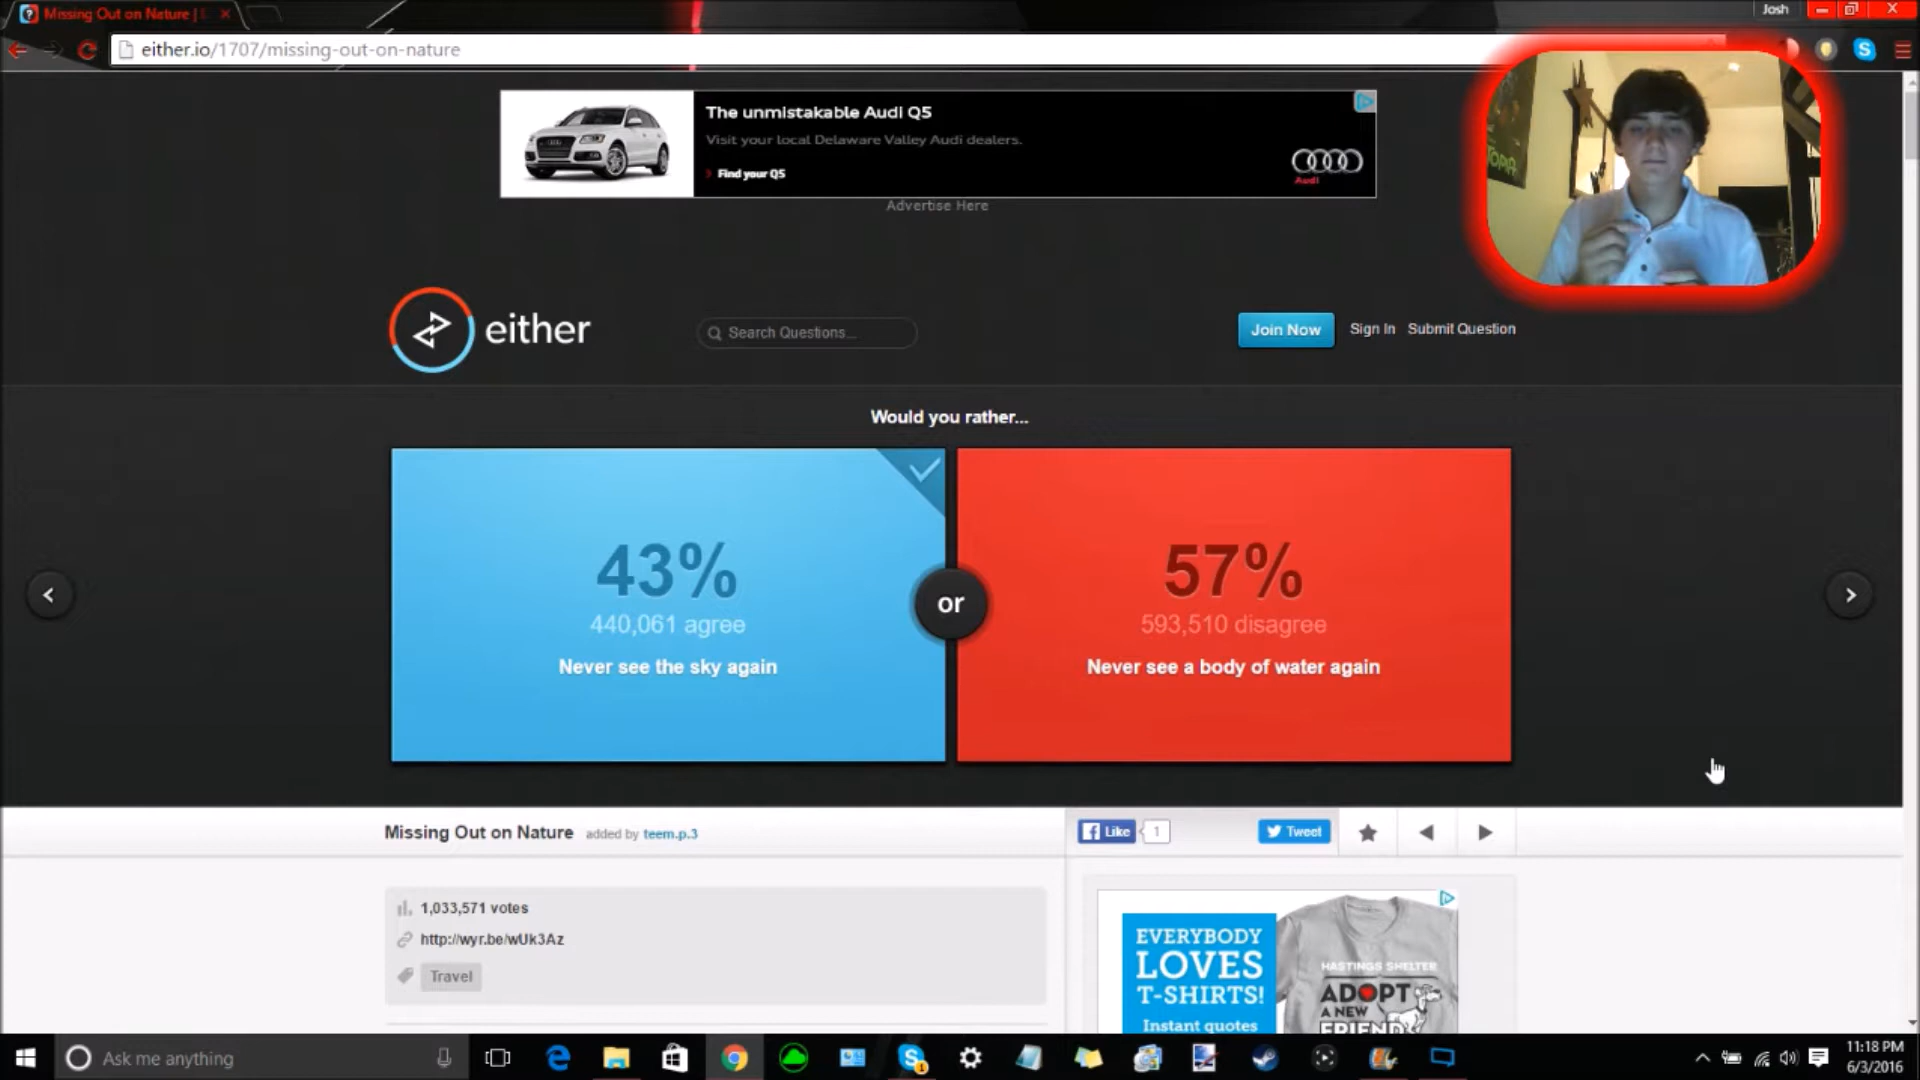 Missing Out on Nature |
Josh
either.io/1707/missing-out-on-nature
The unmistakable Audi Q5
Visit your local Delaware Valley Audi dealers.
Find your Q5
Audi
Advertise Here
TOPIA
either
Search Questions...
Join Now
Sign In
Submit Question
Would you rather...
43%
440,061 agree
Never see the sky again
or
57%
593,510 disagree
Never see a body of water again
Missing Out on Nature added by teem.p.3
Like
1
Tweet
1,033,571 votes
http://wyr.be/wUk3Az
Travel
EVERYBODY
LOVES
T-SHIRTS!
Instant quotes
HASTINGS SHELTER
ADOPT
A NEW
FRIEND
Ask me anything
11:18 PM
6/3/2016